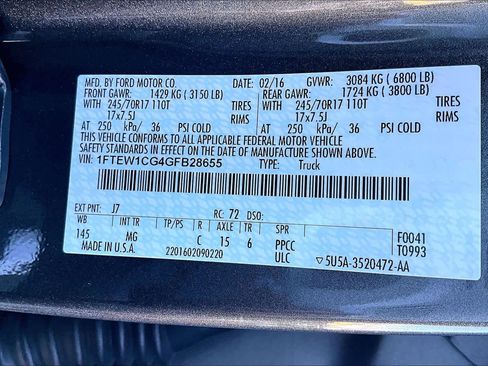 MFD. BY FORD MOTOR CO. DATE: 02/16 GVWR: 3084 KG ( 6800 LB)
FRONT GAWR: 1429 KG ( 3150 LB) REAR GAWR: 1724 KG ( 3800 LB)
WITH 245/70R17 110T TIRES WITH 245/70R17 110T TIRES
17x7.5J RIMS 17x7.5J RIMS
AT 250 kPa/ 36 PSI COLD AT 250 kPa/ 36 PSI COLD
THIS VEHICLE CONFORMS TO ALL APPLICABLE FEDERAL MOTOR VEHICLE
SAFETY STANDARDS IN EFFECT ON THE DATE OF MANUFACTURE SHOWN ABOVE.
VIN: 1FTEW1CG4GFB28655 TYPE: Truck
EXT PNT: J7 RC: 72 DSO:
WB INT TR TP/PS R AXLE TR SPR
145 MG C 15 6 PPCC F0041
MADE IN U.S.A. 2201602090220 ULC T0993
▽5U5A-3520472-AA